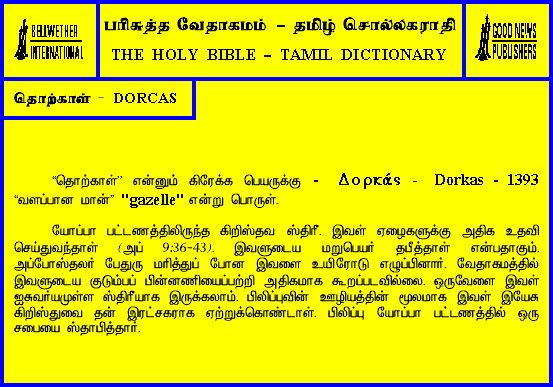 BELLWETHER
INTERNATIONAL
பரிசுத்த வேதாகமம் – தமிழ் சொல்லகராதி
THE HOLY BIBLE – TAMIL DICTIONARY
GOOD NEWS
PUBLISHERS
தொற்காள் – DORCAS
“தொற்காள்” என்னும் கிரேக்க பெயருக்கு - Δορκάς - Dorkas - 1393
“வளப்பான மான்” "gazelle" என்று பொருள்.
யோப்பா பட்டணத்திலிருந்த கிறிஸ்தவ ஸ்திரீ. இவள் ஏழைகளுக்கு அதிக உதவி
செய்துவந்தாள் (அப் 9:36-43). இவளுடைய மறுபெயர் தபீத்தாள் என்பதாகும்.
அப்போஸ்தலர் பேதுரு மரித்துப் போன இவளை உயிரோடு எழுப்பினார். வேதாகமத்தில்
இவளுடைய குடும்பப் பின்னணியைப்பற்றி அதிகமாக கூறப்படவில்லை. ஒருவேளை இவள்
ஐசுவர்யமுள்ள ஸ்திரீயாக இருக்கலாம். பிலிப்புவின் ஊழியத்தின் மூலமாக இவள் இயேசு
கிறிஸ்துவை தன் இரட்சகராக ஏற்றுக்கொண்டாள். பிலிப்பு யோப்பா பட்டணத்தில் ஒரு
சபையை ஸ்தாபித்தார்.